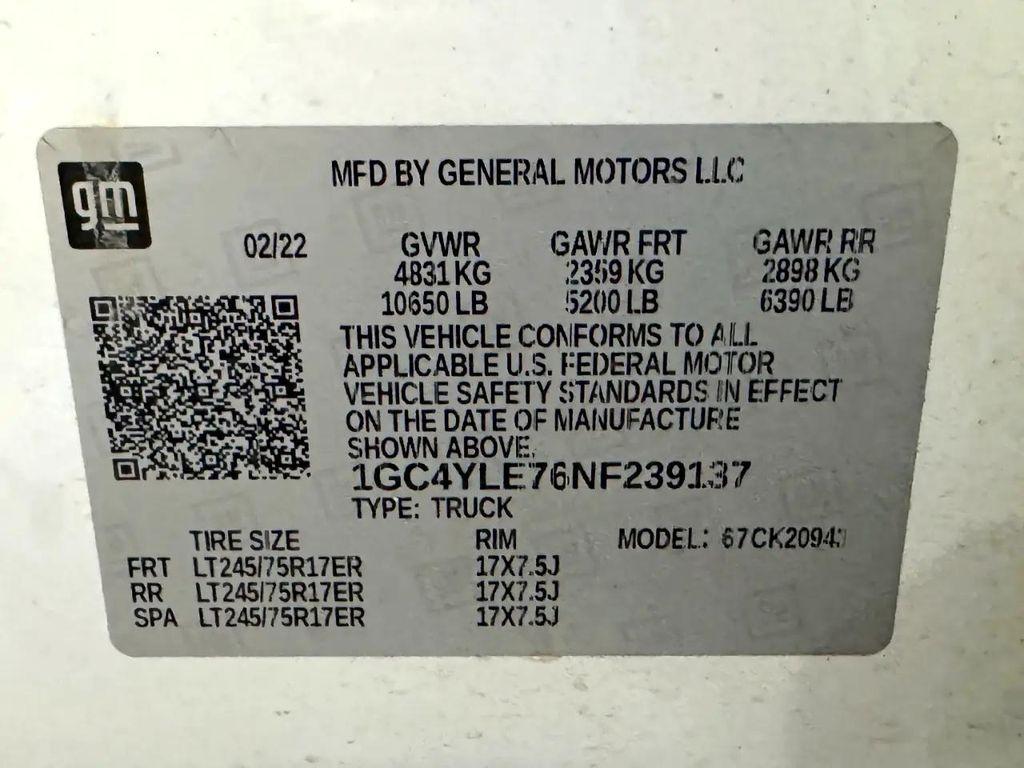 gm
MFD BY GENERAL MOTORS LLC
02/22 GVWR GAWR FRT GAWR RR
4831 KG 2359 KG 2898 KG
10650 LB 5200 LB 6390 LB
THIS VEHICLE CONFORMS TO ALL
APPLICABLE U.S. FEDERAL MOTOR
VEHICLE SAFETY STANDARDS IN EFFECT
ON THE DATE OF MANUFACTURE
SHOWN ABOVE.
1GC4YLE76NF239137
TYPE: TRUCK
TIRE SIZE RIM MODEL:
FRT LT245/75R17ER 17X7.5J
RR LT245/75R17ER 17X7.5J
SPA LT245/75R17ER 17X7.5J